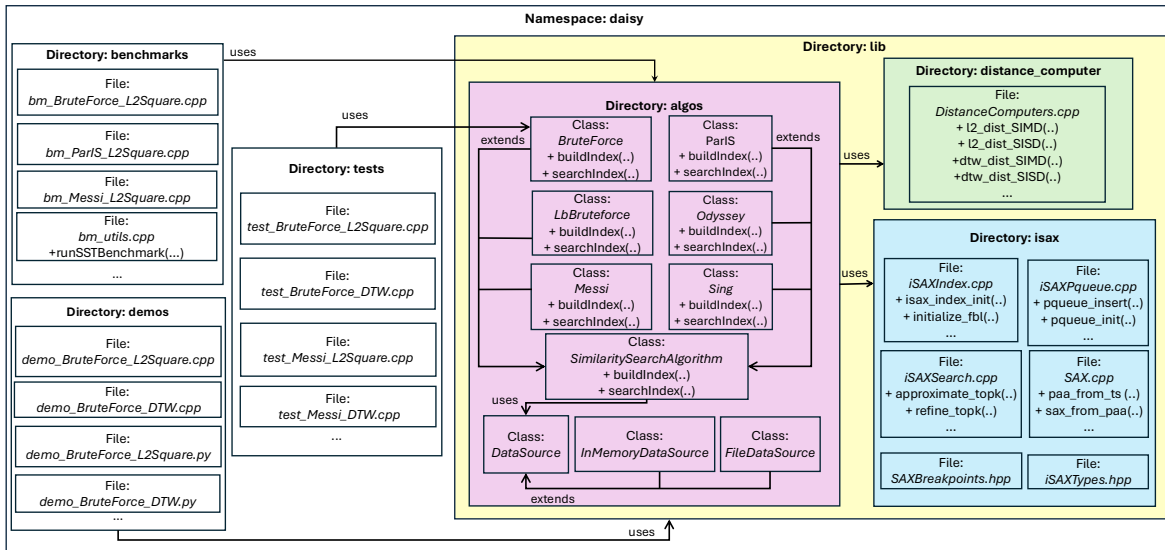 Namespace: daisy
Directory: benchmarks
File:
bm_BruteForce_L2Square.cpp
File:
bm_ParIS_L2Square.cpp
File:
bm_Messi_L2Square.cpp
File:
bm_utils.cpp
+runSSTBenchmark(...)
...
Directory: demos
File:
demo_BruteForce_L2Square.cpp
File:
demo_BruteForce_DTW.cpp
File:
demo_BruteForce_L2Square.py
File:
demo_BruteForce_DTW.py
...
uses
uses
Directory: tests
File:
test_BruteForce_L2Square.cpp
File:
test_BruteForce_DTW.cpp
File:
test_Messi_L2Square.cpp
File:
test_Messi_DTW.cpp
...
uses
Directory: lib
Directory: algos
extends
Class:
BruteForce
+ buildIndex(..)
+ searchIndex(..)
Class:
ParIS
+ buildIndex(..)
+ searchIndex(..)
extends
Class:
LbBruteforce
+ buildIndex(..)
+ searchIndex(..)
Class:
Odyssey
+ buildIndex(..)
+ searchIndex(..)
Class:
Messi
+ buildIndex(..)
+ searchIndex(..)
Class:
Sing
+ buildIndex(..)
+ searchIndex(..)
Class:
SimilaritySearchAlgorithm
+ buildIndex(..)
+ searchIndex(..)
uses
Class:
DataSource
Class:
InMemoryDataSource
Class:
FileDataSource
extends
uses
uses
Directory: distance_computer
File:
DistanceComputers.cpp
+ l2_dist_SIMD(..)
+ l2_dist_SISD(..)
+dtw_dist_SIMD(..)
+dtw_dist_SISD(..)
...
Directory: isax
File:
iSAXIndex.cpp
+ isax_index_init(..)
+ initialize_fbl(..)
...
File:
iSAXPqueue.cpp
+ pqueue_insert(..)
+ pqueue_init(..)
...
File:
iSAXSearch.cpp
+ approximate_topk(..)
+ refine_topk(..)
...
File:
SAX.cpp
+ paa_from_ts (..)
+ sax_from_paa(..)
...
File:
SAXBreakpoints.hpp
File:
iSAXTypes.hpp